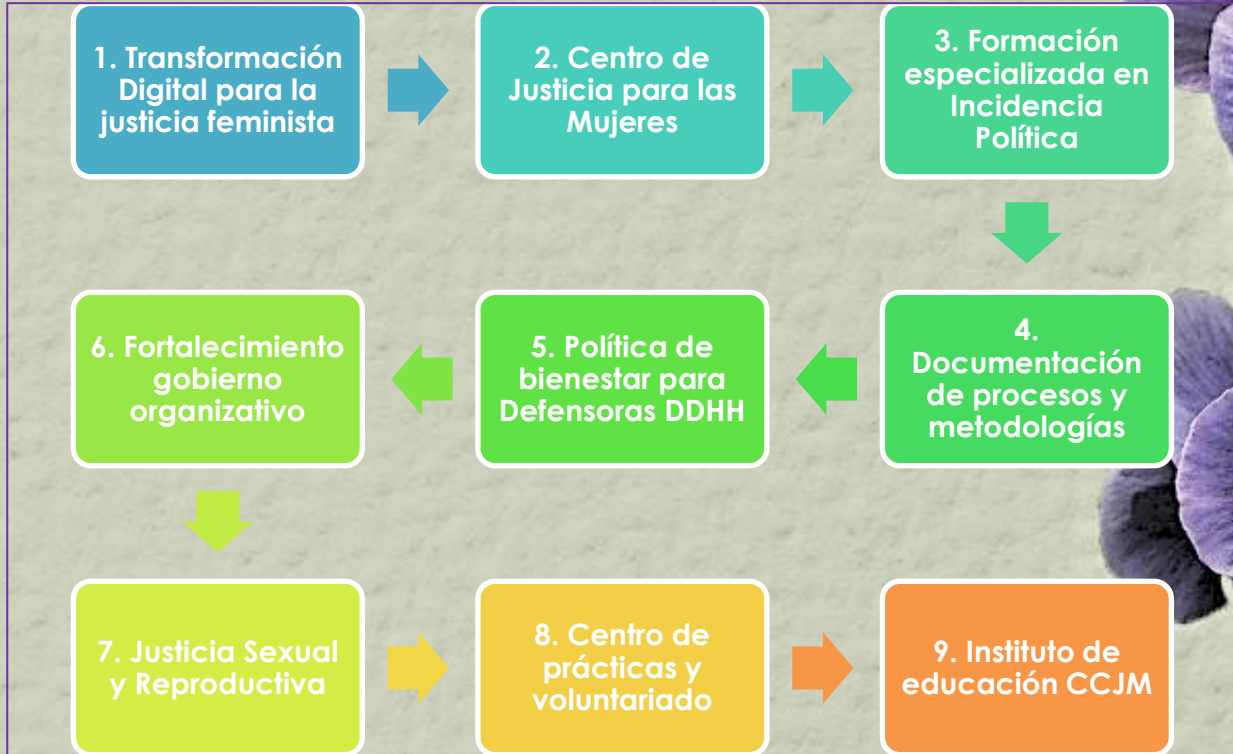 1. Transformación
Digital para la
justicia feminista
2. Centro de
Justicia para las
Mujeres
3. Formación
especializada en
Incidencia
Política
4.
Documentación
de procesos y
metodologías
5. Política de
bienestar para
Defensoras DDHH
6. Fortalecimiento
gobierno
organizativo
7. Justicia Sexual
y Reproductiva
8. Centro de
prácticas y
voluntariado
9. Instituto de
educación CCJM